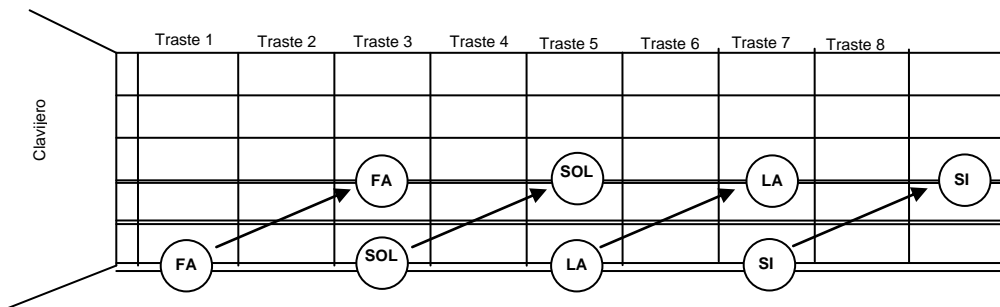 Traste 1 Traste 2 Traste 3 Traste 4 Traste 5 Traste 6 Traste 7 Traste 8
Clavijero
FA SOL LA SI
FA SOL LA SI